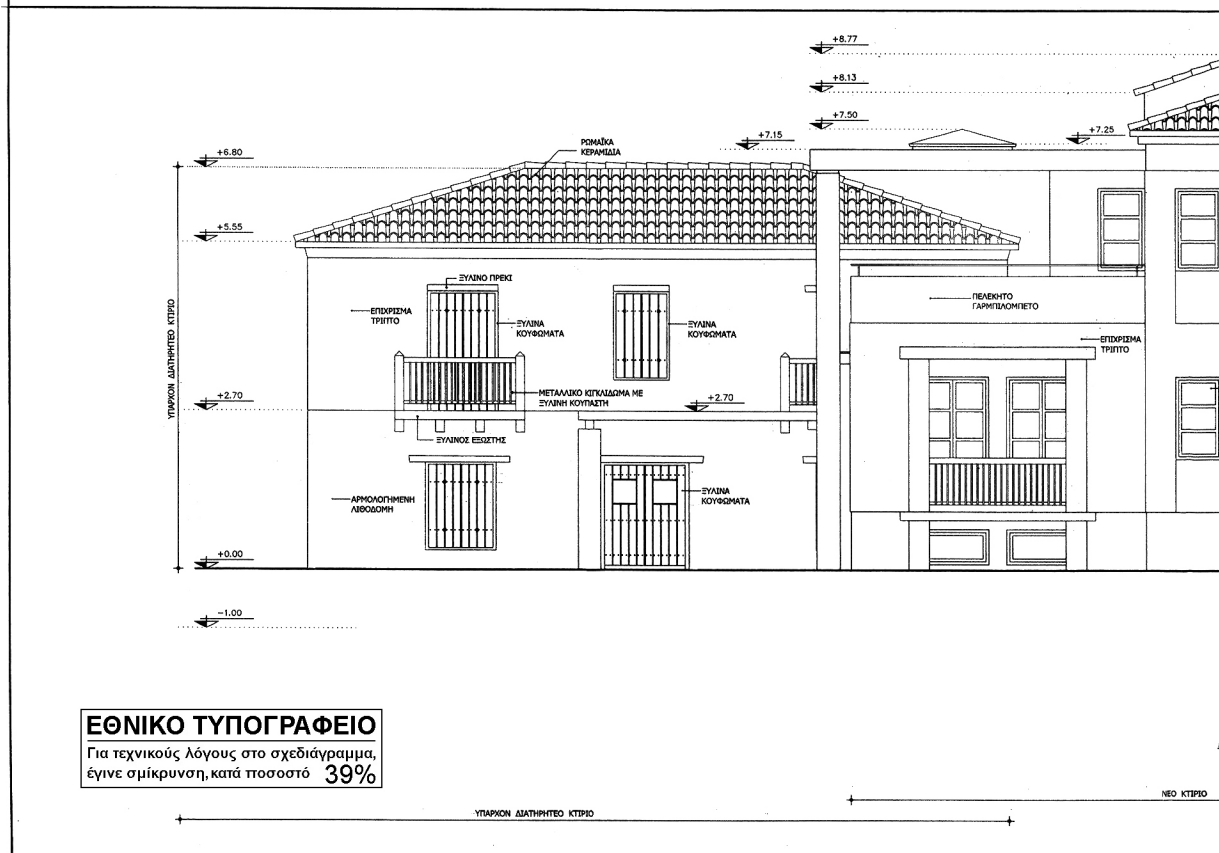 +8.77
+8.13
+7.50
+7.15
+7.25
+6.80
ΡΩΜΑΪΚΑ
ΚΕΡΑΜΙΔΙΑ
+5.55
ΞΥΛΙΝΟ ΠΡΕΚΙ
ΕΠΙΧΡΙΣΜΑ
ΤΡΙΠΤΟ
ΞΥΛΙΝΑ
ΚΟΥΦΩΜΑΤΑ
ΞΥΛΙΝΑ
ΚΟΥΦΩΜΑΤΑ
ΠΕΛΕΚΗΤΟ
ΓΑΡΜΠΙΛΟΜΠΕΤΟ
ΕΠΙΧΡΙΣΜΑ
ΤΡΙΠΤΟ
ΥΠΑΡΧΟΝ ΔΙΑΤΗΡΗΤΕΟ ΚΤΙΡΙΟ
+2.70
ΜΕΤΑΛΛΙΚΟ ΚΙΓΚΛΙΔΩΜΑ ΜΕ
ΞΥΛΙΝΗ ΚΟΥΠΑΣΤΗ
+2.70
ΞΥΛΙΝΟΣ ΕΞΩΣΤΗΣ
ΑΡΜΟΛΟΓΗΜΕΝΗ
ΛΙΘΟΔΟΜΗ
ΞΥΛΙΝΑ
ΚΟΥΦΩΜΑΤΑ
+0.00
-1.00
ΕΘΝΙΚΟ ΤΥΠΟΓΡΑΦΕΙΟ
Για τεχνικούς λόγους στο σχεδιάγραμμα,
έγινε σμίκρυνση, κατά ποσοστό 39%
ΝΕΟ ΚΤΙΡΙΟ
ΥΠΑΡΧΟΝ ΔΙΑΤΗΡΗΤΕΟ ΚΤΙΡΙΟ